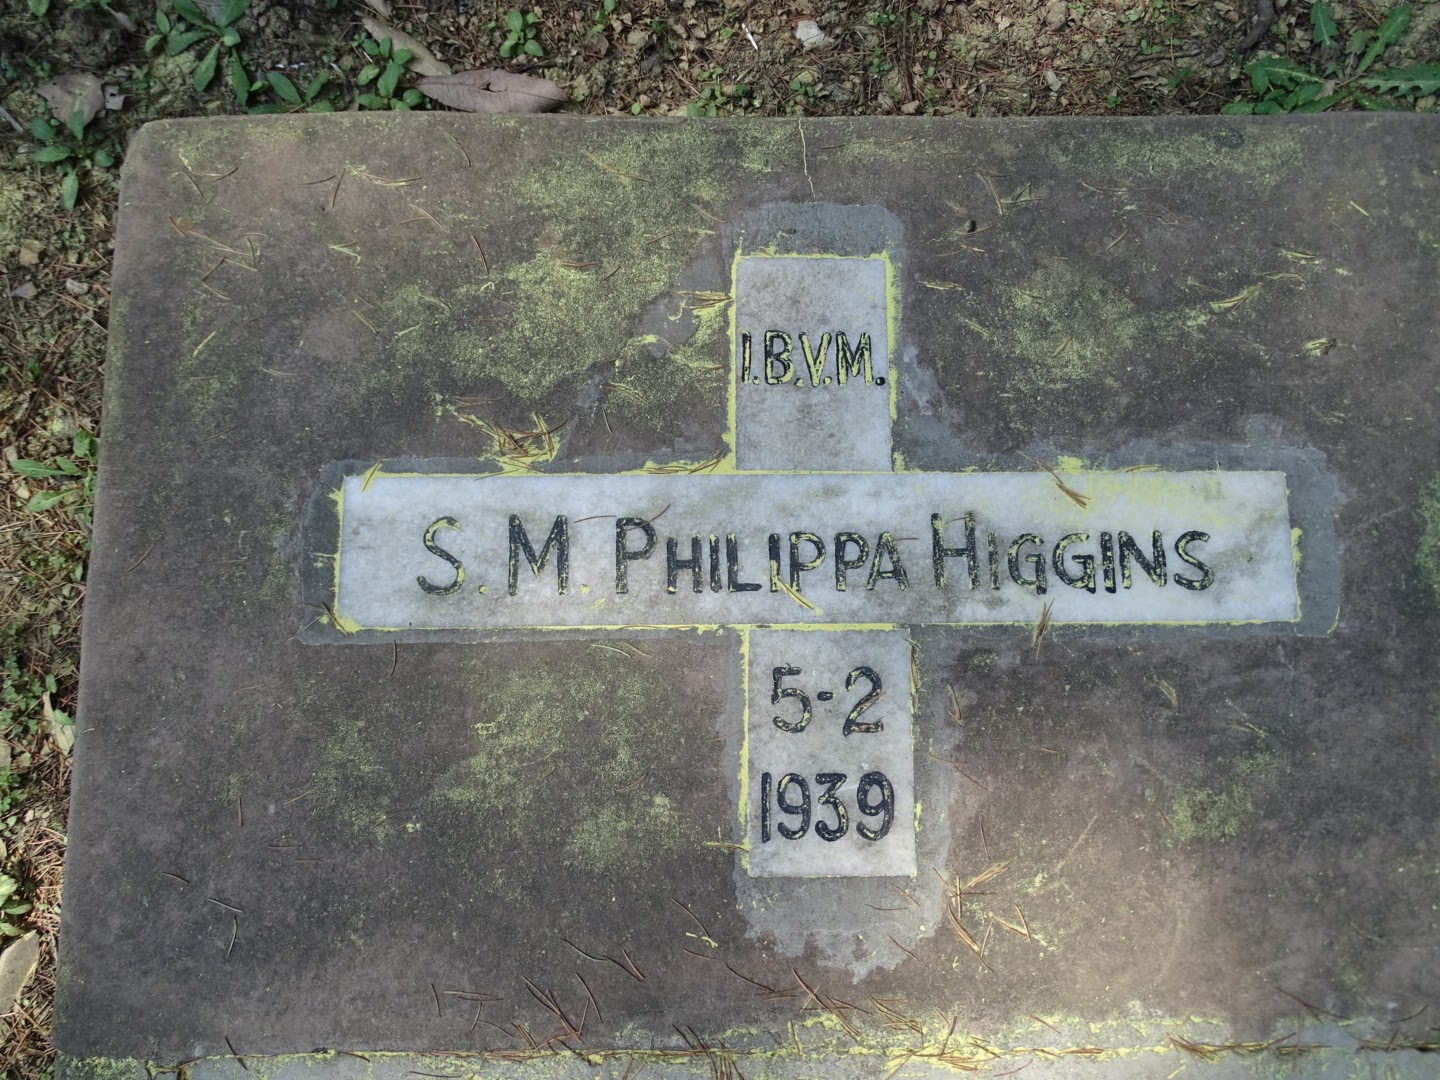 I.B.V.M.
S. M. PHILIPPA HIGGINS
5-2
1939